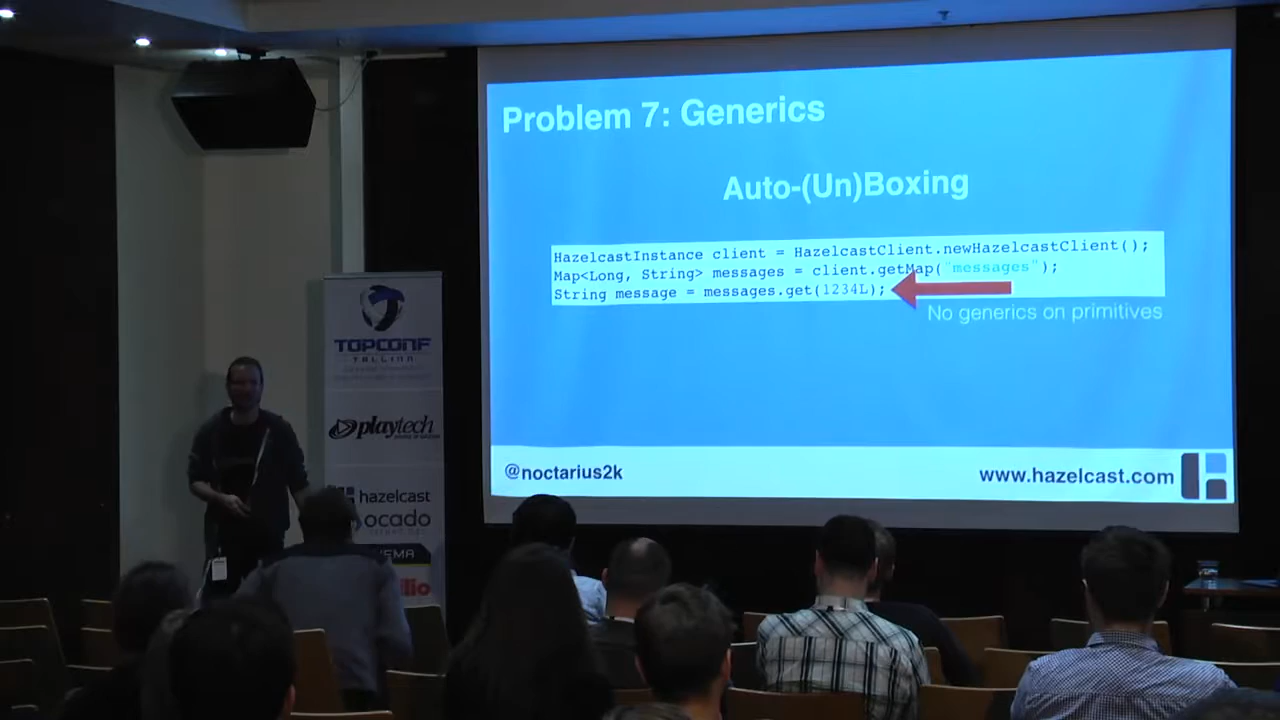 Problem 7: Generics
Auto-(Un)Boxing
HazelcastInstance client = HazelcastClient.newHazelcastClient();
Map<Long, String> messages = client.getMap("messages");
String message = messages.get(1234L);
No generics on primitives
@noctarius2k
www.hazelcast.com
TOPCONF
TALLINN
playtech
hazelcast
ocado